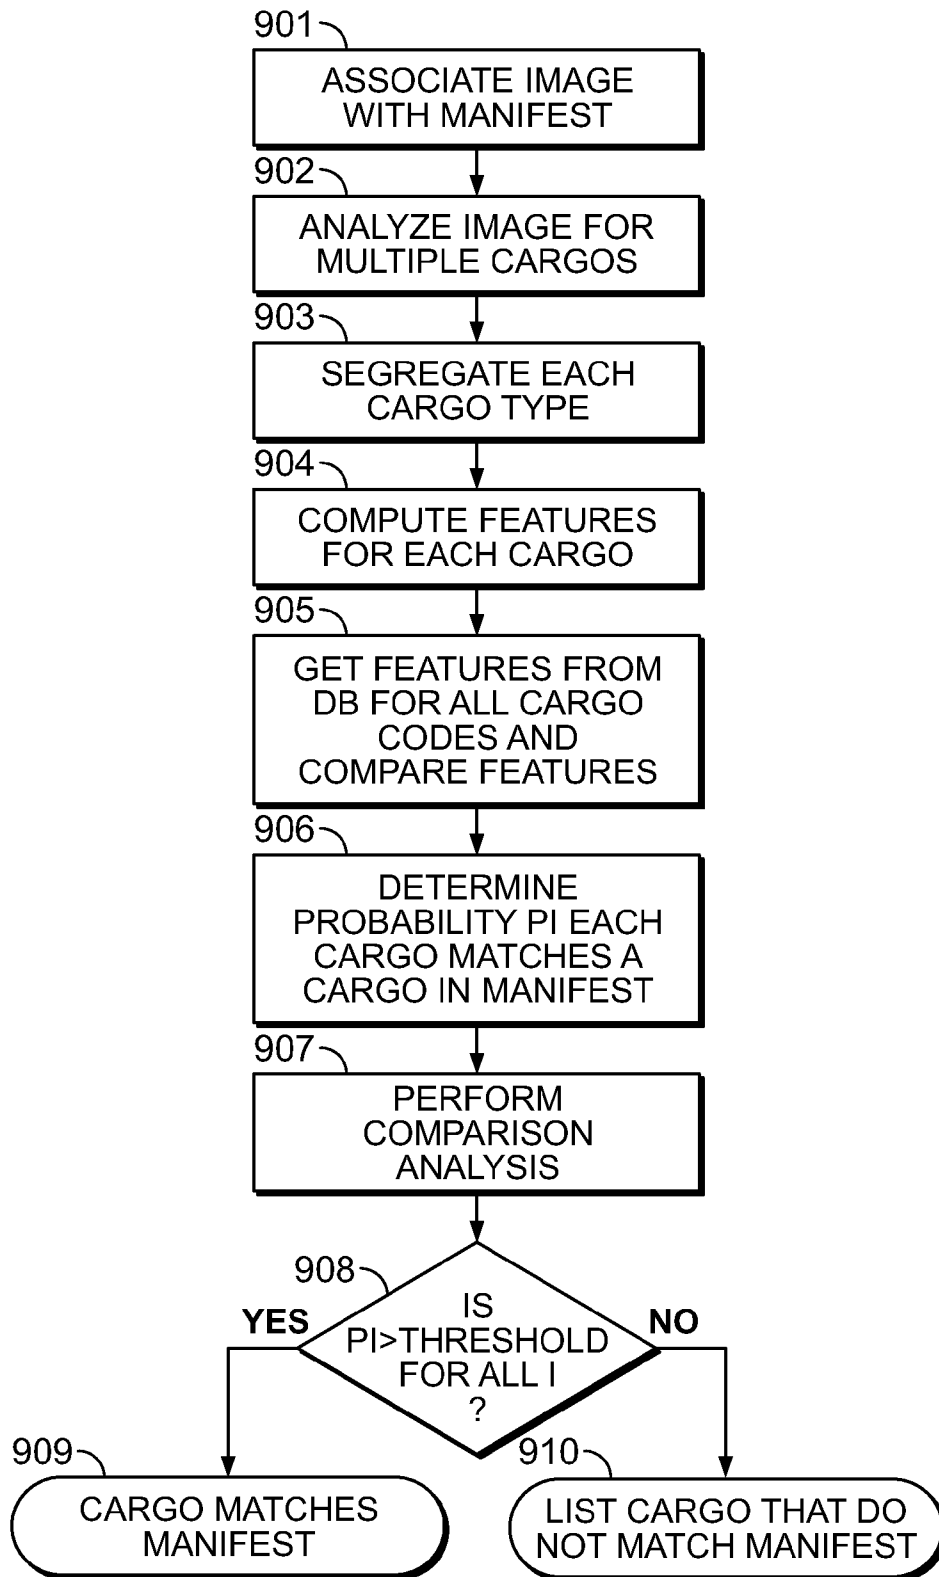 901
ASSOCIATE IMAGE
WITH MANIFEST
902
ANALYZE IMAGE FOR
MULTIPLE CARGOS
903
SEGREGATE EACH
CARGO TYPE
904
COMPUTE FEATURES
FOR EACH CARGO
905
GET FEATURES FROM
DB FOR ALL CARGO
CODES AND
COMPARE FEATURES
906
DETERMINE
PROBABILITY PI EACH
CARGO MATCHES A
CARGO IN MANIFEST
907
PERFORM
COMPARISON
ANALYSIS
908
YES
IS
PI>THRESHOLD
FOR ALL I
?
NO
909
CARGO MATCHES
MANIFEST
910
LIST CARGO THAT DO
NOT MATCH MANIFEST